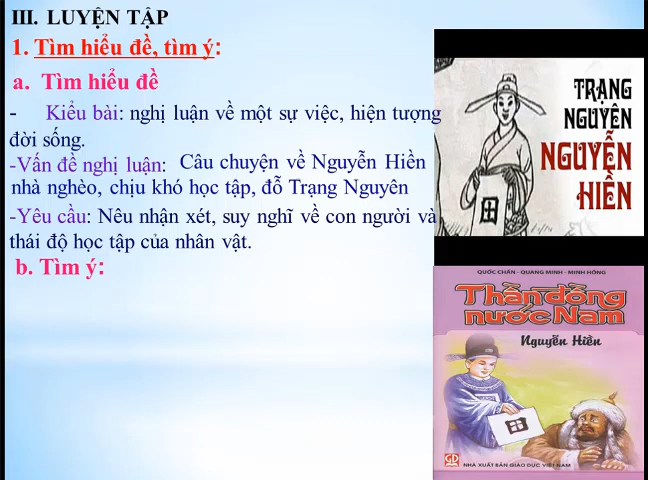 III. LUYỆN TẬP
1. Tìm hiểu đề, tìm ý:
a. Tìm hiểu đề
- Kiểu bài: nghị luận về một sự việc, hiện tượng
đời sống.
-Vấn đề nghị luận: Câu chuyện về Nguyễn Hiền
nhà nghèo, chịu khó học tập, đỗ Trạng Nguyên
-Yêu cầu: Nêu nhận xét, suy nghĩ về con người và
thái độ học tập của nhân vật.
b. Tìm ý:
TRẠNG
NGUYÊN
NGUYỄN
HIỀN
QUỐC CHẤN - QUANG MINH - MINH HỒNG
Thần đồng
nước Nam
Nguyễn Hiền
GD
NHÀ XUẤT BẢN GIÁO DỤC VIỆT NAM